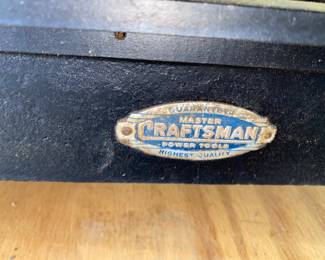 GUARANTEED
MASTER
CRAFTSMAN
POWER TOOLS
HIGHEST QUALITY